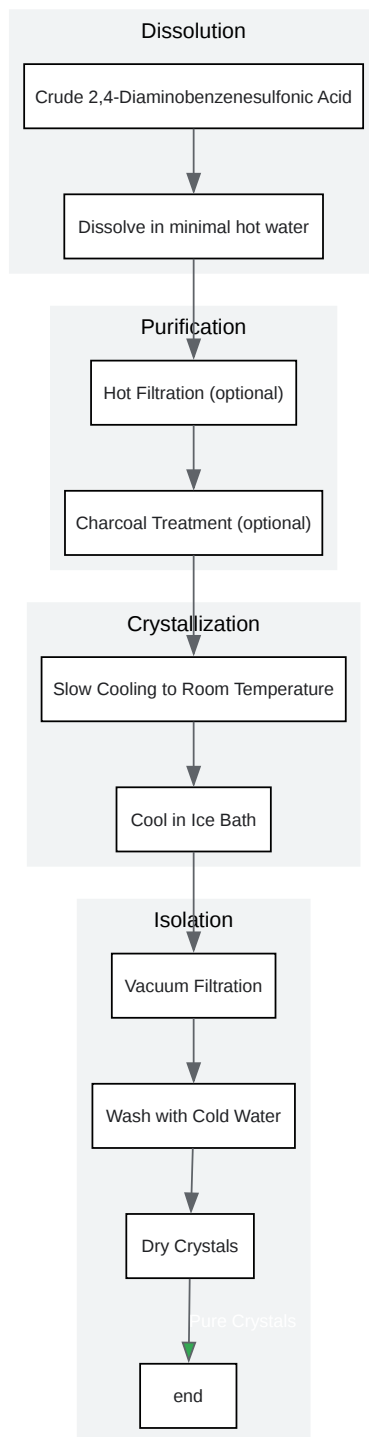 Dissolution
Crude 2,4-Diaminobenzenesulfonic Acid
Dissolve in minimal hot water
Purification
Hot Filtration (optional)
Charcoal Treatment (optional)
Crystallization
Slow Cooling to Room Temperature
Cool in Ice Bath
Isolation
Vacuum Filtration
Wash with Cold Water
Dry Crystals
Pure Crystals
end